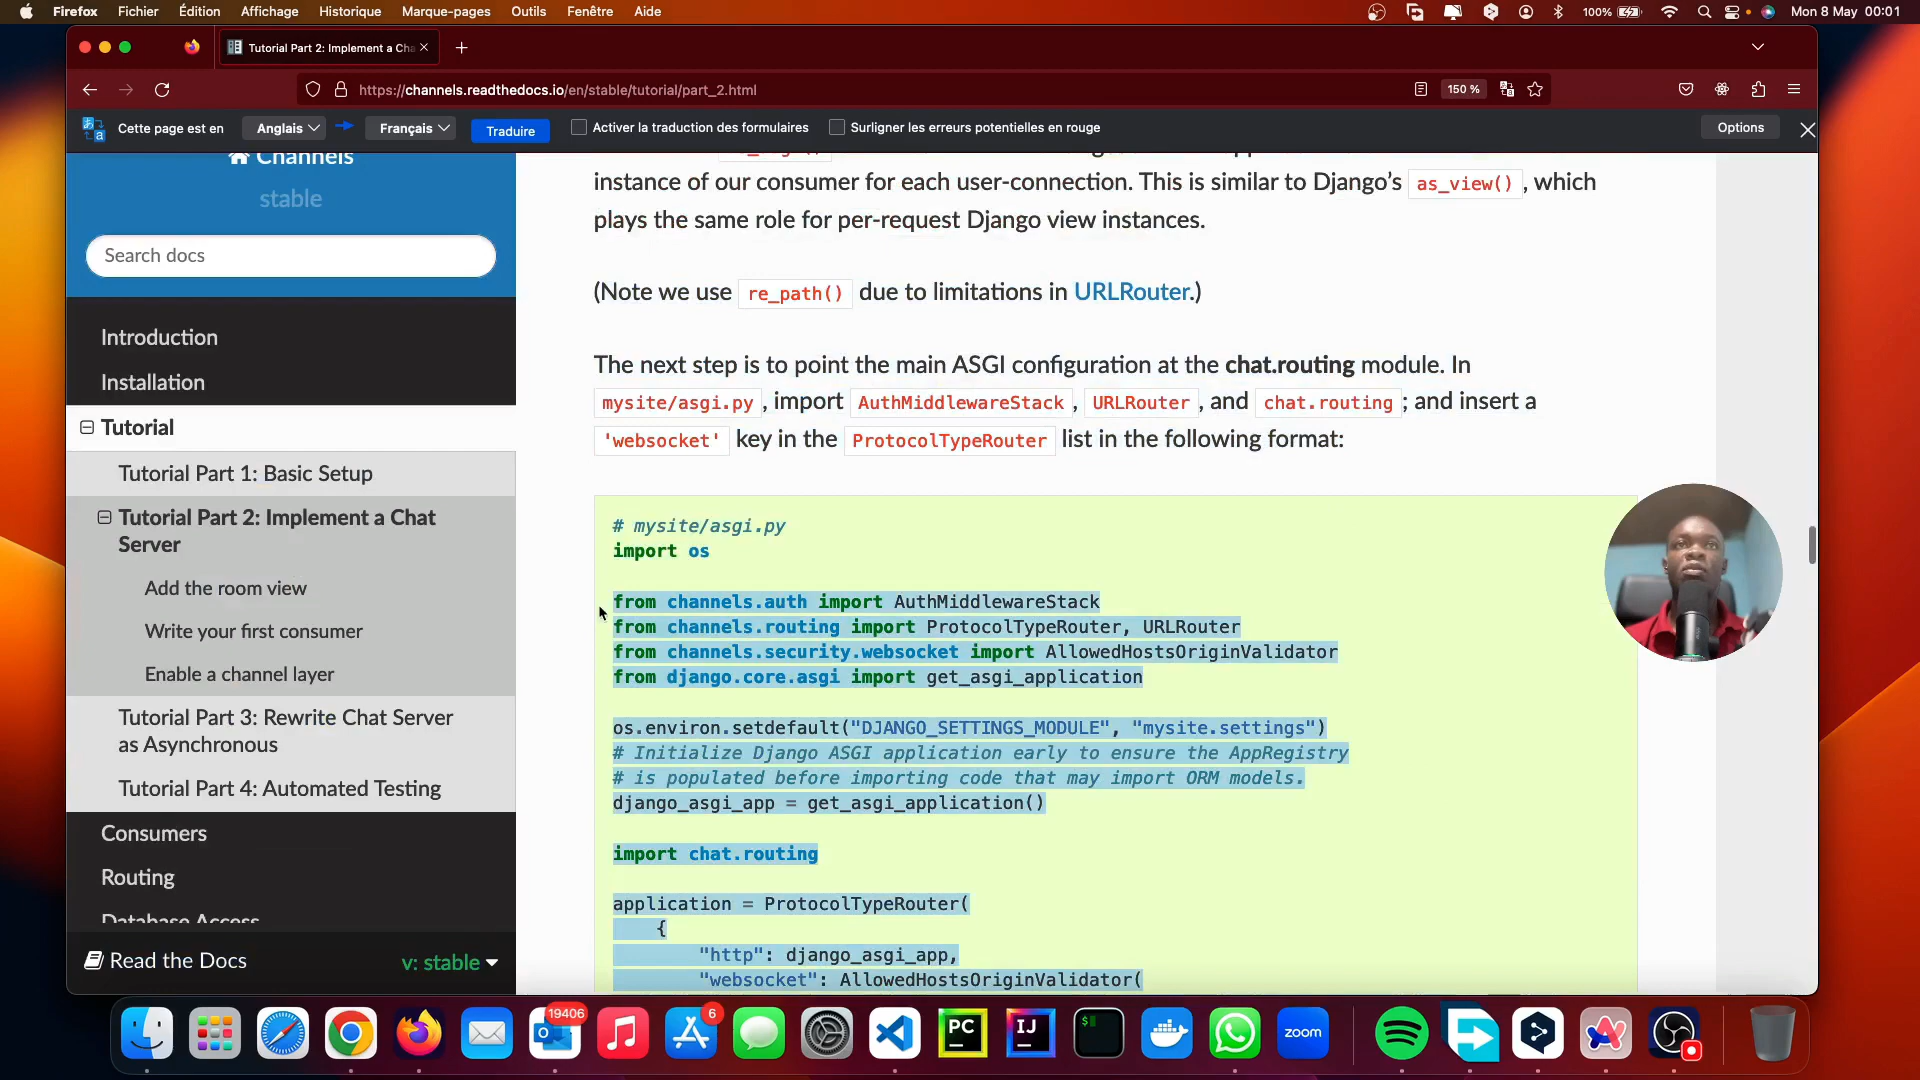 Firefox Fichier Édition Affichage Historique Marque-pages Outils Fenêtre Aide 100% Mon 8 May 00:01
Tutorial Part 2: Implement a Cha
https://channels.readthedocs.io/en/stable/tutorial/part_2.html 150 %
Cette page est en Anglais Français Traduire Activer la traduction des formulaires Surligner les erreurs potentielles en rouge Options
Channels
stable
Search docs
Introduction
Installation
Tutorial
Tutorial Part 1: Basic Setup
Tutorial Part 2: Implement a Chat
Server
Add the room view
Write your first consumer
Enable a channel layer
Tutorial Part 3: Rewrite Chat Server
as Asynchronous
Tutorial Part 4: Automated Testing
Consumers
Routing
Database Access
Read the Docs v: stable
instance of our consumer for each user-connection. This is similar to Django’s as_view() , which
plays the same role for per-request Django view instances.
(Note we use re_path() due to limitations in URLRouter.)
The next step is to point the main ASGI configuration at the chat.routing module. In
mysite/asgi.py , import AuthMiddlewareStack , URLRouter , and chat.routing ; and insert a
'websocket' key in the ProtocolTypeRouter list in the following format:
# mysite/asgi.py
import os
from channels.auth import AuthMiddlewareStack
from channels.routing import ProtocolTypeRouter, URLRouter
from channels.security.websocket import AllowedHostsOriginValidator
from django.core.asgi import get_asgi_application
os.environ.setdefault("DJANGO_SETTINGS_MODULE", "mysite.settings")
# Initialize Django ASGI application early to ensure the AppRegistry
# is populated before importing code that may import ORM models.
django_asgi_app = get_asgi_application()
import chat.routing
application = ProtocolTypeRouter(
{
"http": django_asgi_app,
"websocket": AllowedHostsOriginValidator(
19406 6
PC IJ $ zoom